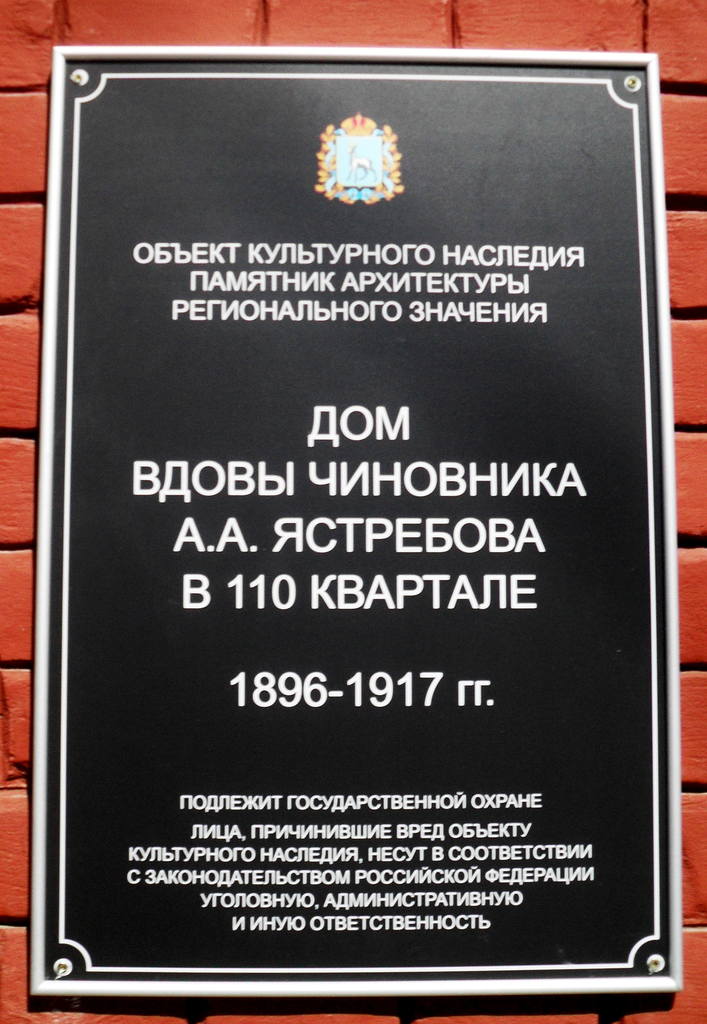 ОБЪЕКТ КУЛЬТУРНОГО НАСЛЕДИЯ
ПАМЯТНИК АРХИТЕКТУРЫ
РЕГИОНАЛЬНОГО ЗНАЧЕНИЯ
ДОМ
ВДОВЫ ЧИНОВНИКА
А.А. ЯСТРЕБОВА
В 110 КВАРТАЛЕ
1896-1917 гг.
ПОДЛЕЖИТ ГОСУДАРСТВЕННОЙ ОХРАНЕ
ЛИЦА, ПРИЧИНИВШИЕ ВРЕД ОБЪЕКТУ
КУЛЬТУРНОГО НАСЛЕДИЯ, НЕСУТ В СООТВЕТСТВИИ
С ЗАКОНОДАТЕЛЬСТВОМ РОССИЙСКОЙ ФЕДЕРАЦИИ
УГОЛОВНУЮ, АДМИНИСТРАТИВНУЮ
И ИНУЮ ОТВЕТСТВЕННОСТЬ